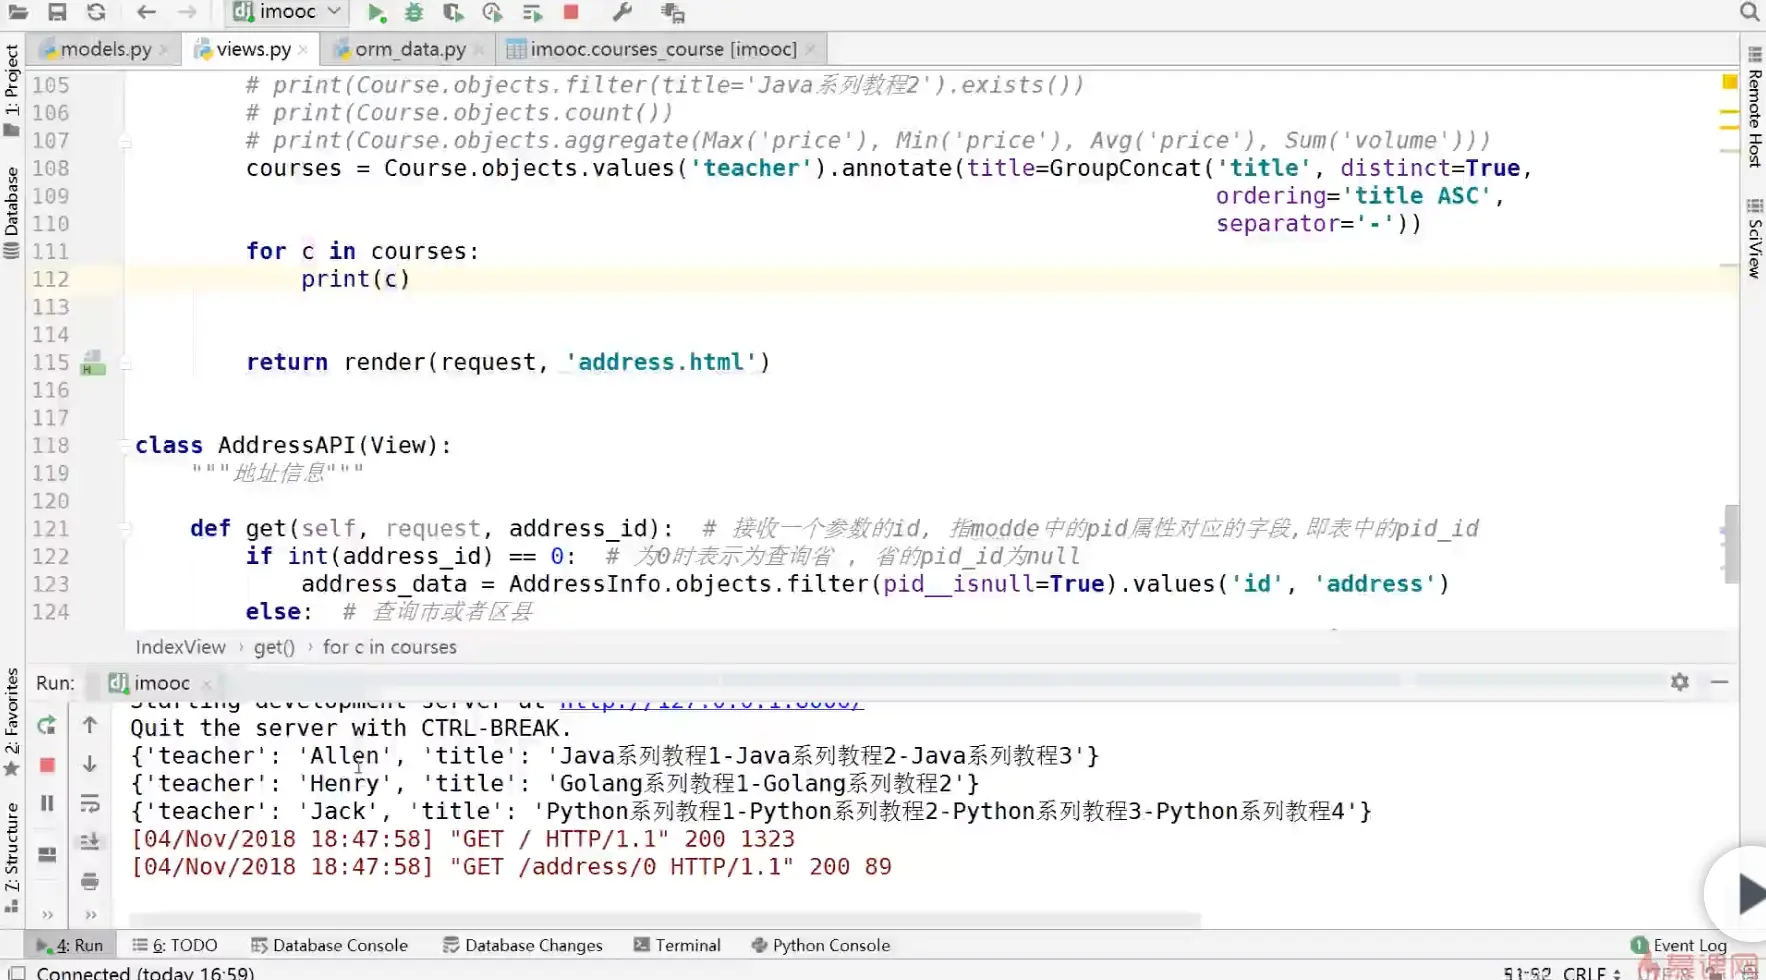 imooc
models.py
views.py
orm_data.py
imooc.courses_course [imooc]
1: Project
Database
2: Favorites
Z: Structure
Remote Host
SciView
105 # print(Course.objects.filter(title='Java系列教程2').exists())
106 # print(Course.objects.count())
107 # print(Course.objects.aggregate(Max('price'), Min('price'), Avg('price'), Sum('volume')))
108 courses = Course.objects.values('teacher').annotate(title=GroupConcat('title', distinct=True,
109 ordering='title ASC',
110 separator='-'))
111 for c in courses:
112 print(c)
113
114
115 return render(request, 'address.html')
116
117
118 class AddressAPI(View):
119 """地址信息"""
120
121 def get(self, request, address_id): # 接收一个参数的id, 指modde中的pid属性对应的字段,即表中的pid_id
122 if int(address_id) == 0: # 为0时表示为查询省 , 省的pid_id为null
123 address_data = AddressInfo.objects.filter(pid__isnull=True).values('id', 'address')
124 else: # 查询市或者区县
IndexView › get() › for c in courses
Run: imooc
Starting development server at http://127.0.0.1:8000/
Quit the server with CTRL-BREAK.
{'teacher': 'Allen', 'title': 'Java系列教程1-Java系列教程2-Java系列教程3'}
{'teacher': 'Henry', 'title': 'Golang系列教程1-Golang系列教程2'}
{'teacher': 'Jack', 'title': 'Python系列教程1-Python系列教程2-Python系列教程3-Python系列教程4'}
[04/Nov/2018 18:47:58] "GET / HTTP/1.1" 200 1323
[04/Nov/2018 18:47:58] "GET /address/0 HTTP/1.1" 200 89
4: Run
6: TODO
Database Console
Database Changes
Terminal
Python Console
1 Event Log
Connected (today 16:59)
51:92 CRLF
慕课网